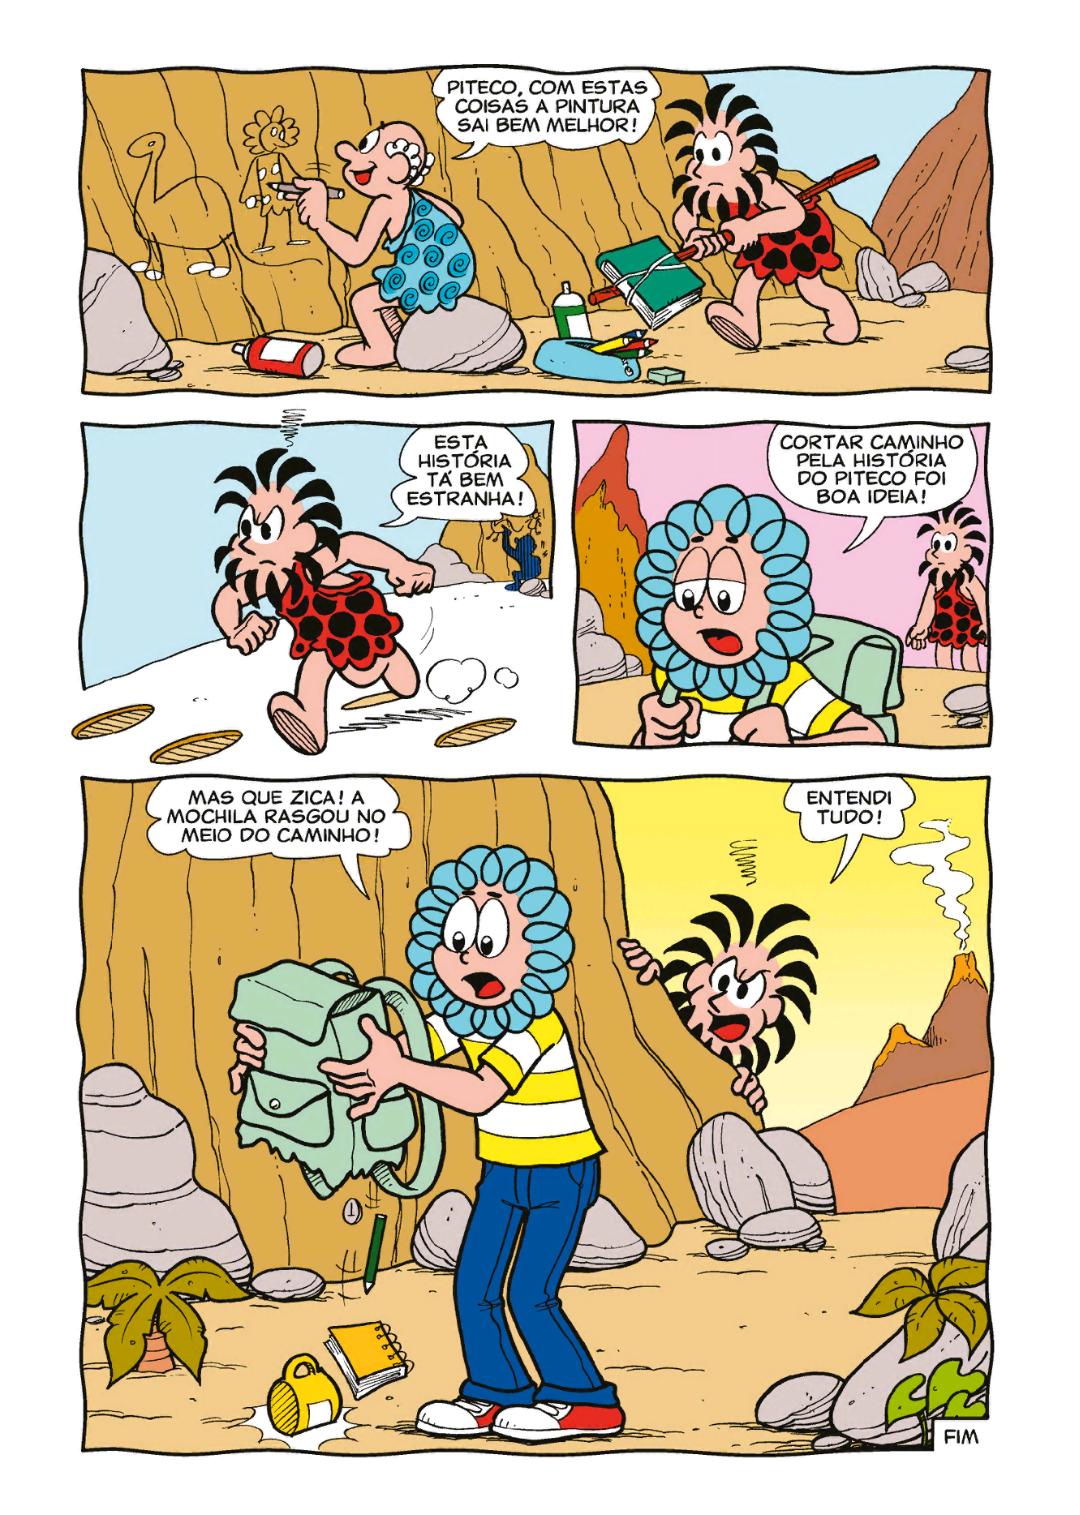 PITECO, COM ESTAS
COISAS A PINTURA
SAI BEM MELHOR!
ESTA
HISTÓRIA
TÁ BEM
ESTRANHA!
CORTAR CAMINHO
PELA HISTÓRIA
DO PITECO FOI
BOA IDEIA!
MAS QUE ZICA! A
MOCHILA RASGOU NO
MEIO DO CAMINHO!
ENTENDI
TUDO!
1
FIM